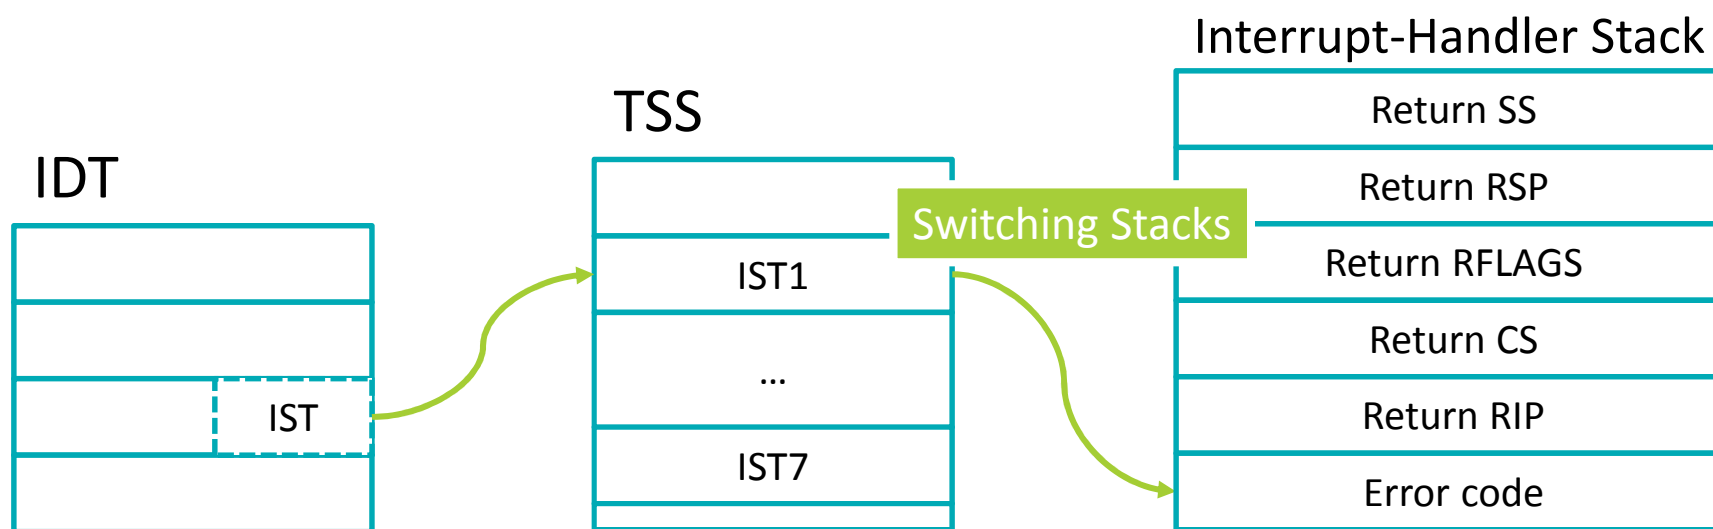 IDT
IST
TSS
IST1
...
IST7
Switching Stacks
Interrupt-Handler Stack
Return SS
Return RSP
Return RFLAGS
Return CS
Return RIP
Error code